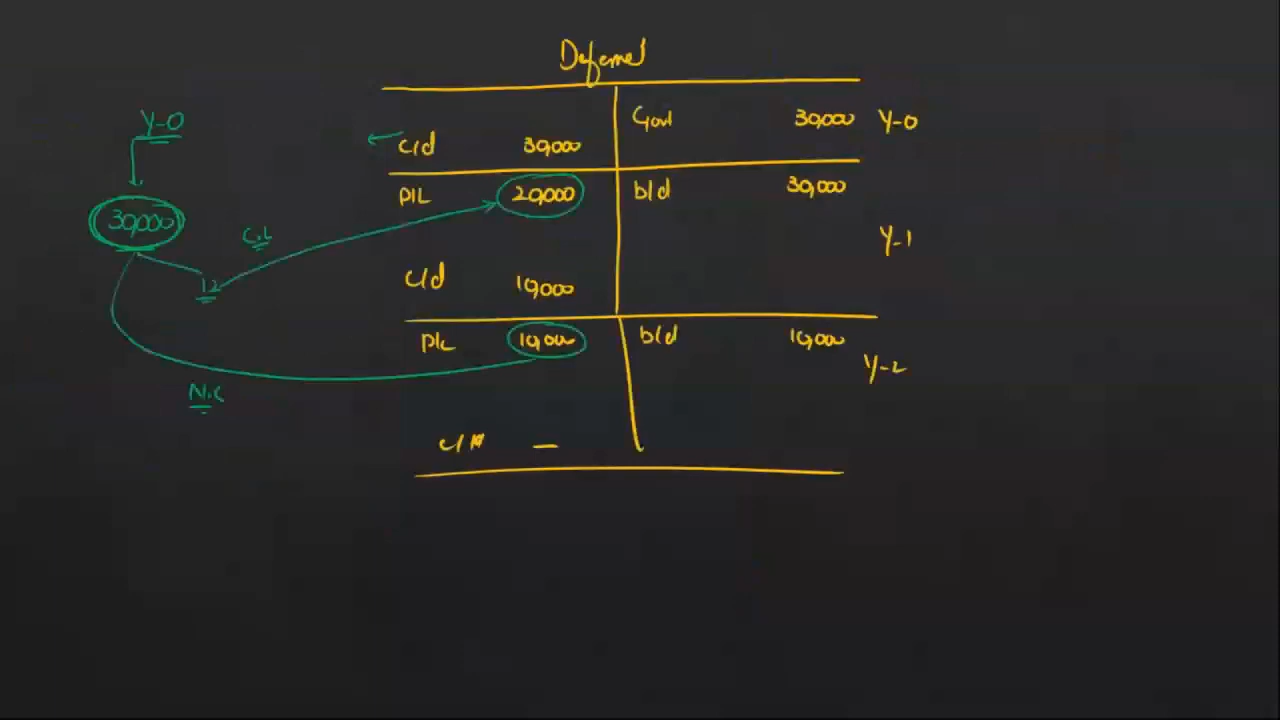 Deferred
Y-0
Govt 30,000 Y-0
c/d 30,000
P/L 20,000 b/d 30,000
30,000
C.L
Y-1
12
c/d 10,000
P/L 10,000 b/d 10,000
Y-2
N.C
c/d —